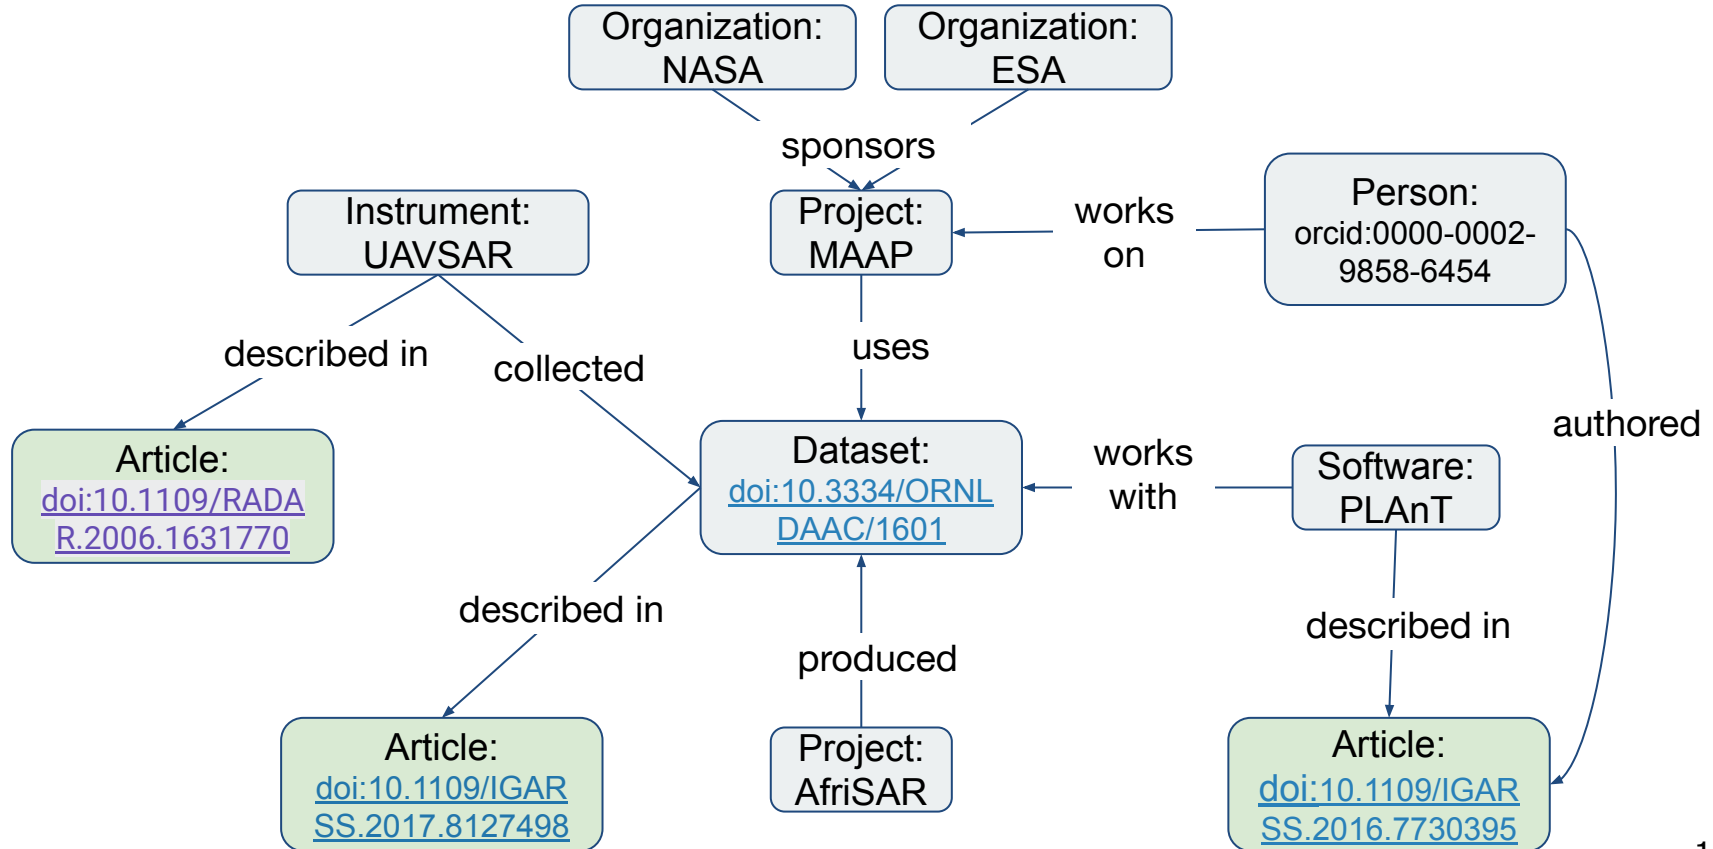 Organization:
NASA
Organization:
ESA
sponsors
Instrument:
UAVSAR
Project:
MAAP
works
on
Person:
orcid:0000-0002-
9858-6454
described in
collected
uses
authored
Article:
doi:10.1109/RADA
R.2006.1631770
Dataset:
doi:10.3334/ORNL
DAAC/1601
works
with
Software:
PLAnT
described in
produced
described in
Article:
doi:10.1109/IGAR
SS.2017.8127498
Project:
AfriSAR
Article:
doi:10.1109/IGAR
SS.2016.7730395